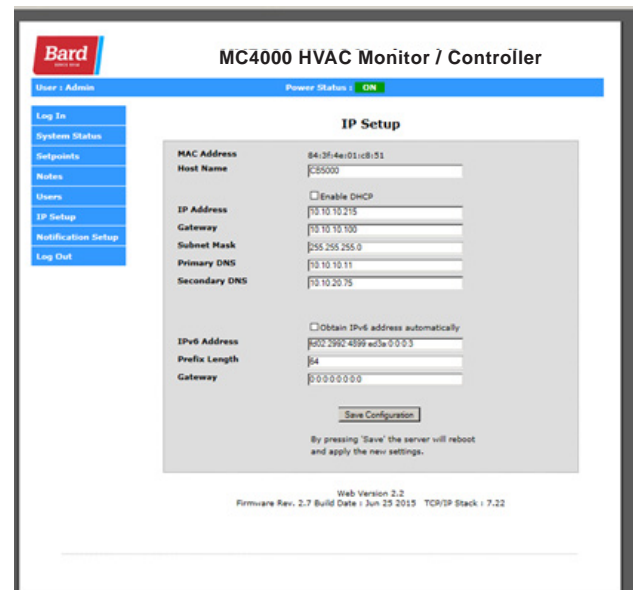 Bard
MC4000 HVAC Monitor / Controller
User : Admin
Power Status : ON
Log In
System Status
Setpoints
Notes
Users
IP Setup
Notification Setup
Log Out
IP Setup
MAC Address 84:3f:4e:01:c8:51
Host Name CB5000
Enable DHCP
IP Address 10.10.10.215
Gateway 10.10.10.100
Subnet Mask 255.255.255.0
Primary DNS 10.10.10.11
Secondary DNS 10.10.20.75
Obtain IPv6 address automatically
IPv6 Address fd02:2992:4899:ed3a:0:0:0:3
Prefix Length 64
Gateway 0:0:0:0:0:0:0:0
Save Configuration
By pressing 'Save' the server will reboot
and apply the new settings.
Web Version 2.2
Firmware Rev. 2.7 Build Date : Jun 25 2015 TCP/IP Stack : 7.22